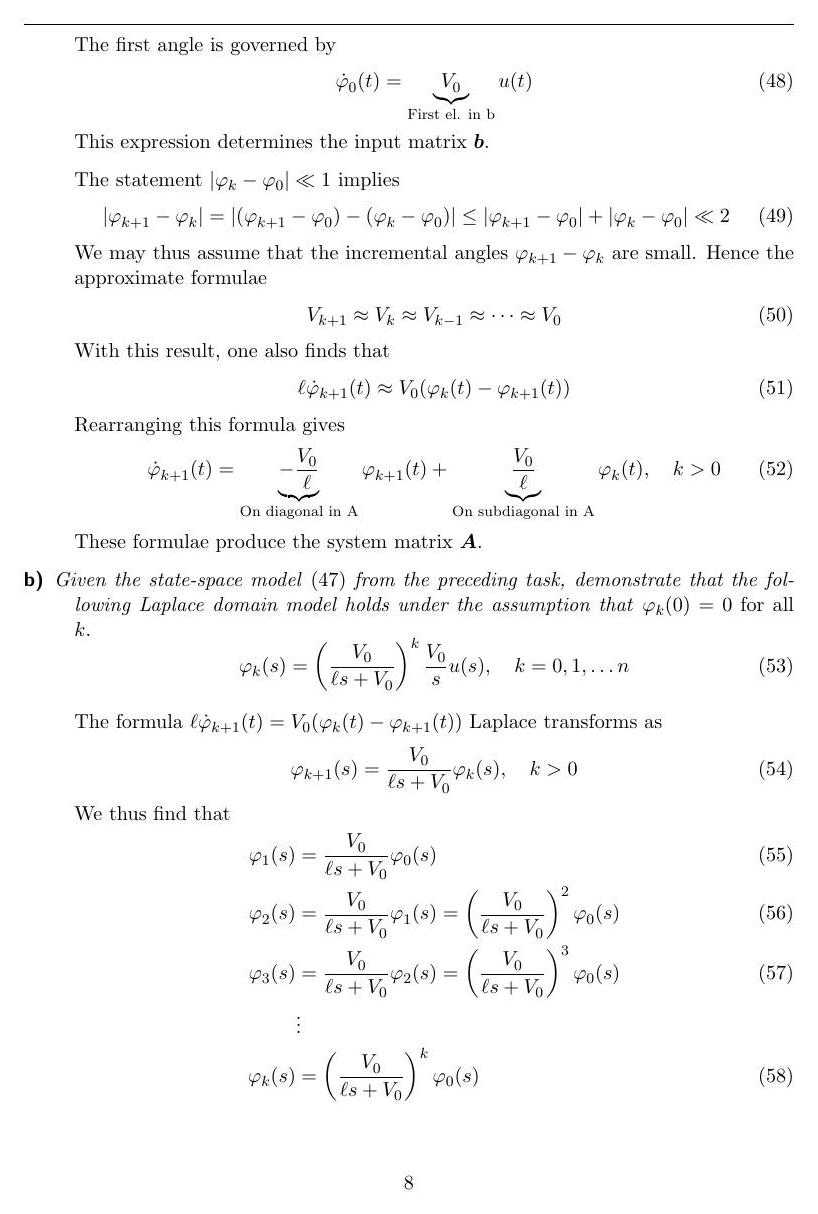 The first angle is governed by
φ̇₀(t) = V₀ u(t) (48)
First el. in b
This expression determines the input matrix b.
The statement |φₖ − φ₀| ≪ 1 implies
|φₖ₊₁ − φₖ| = |(φₖ₊₁ − φ₀) − (φₖ − φ₀)| ≤ |φₖ₊₁ − φ₀| + |φₖ − φ₀| ≪ 2 (49)
We may thus assume that the incremental angles φₖ₊₁ − φₖ are small. Hence the
approximate formulae
Vₖ₊₁ ≈ Vₖ ≈ Vₖ₋₁ ≈ ⋯ ≈ V₀ (50)
With this result, one also finds that
ℓφ̇ₖ₊₁(t) ≈ V₀(φₖ(t) − φₖ₊₁(t)) (51)
Rearranging this formula gives
φ̇ₖ₊₁(t) = −V₀/ℓ φₖ₊₁(t) + V₀/ℓ φₖ(t), k > 0 (52)
On diagonal in A On subdiagonal in A
These formulae produce the system matrix A.
b) Given the state-space model (47) from the preceding task, demonstrate that the fol-
lowing Laplace domain model holds under the assumption that φₖ(0) = 0 for all
k.
φₖ(s) = (V₀/(ℓs + V₀))ᵏ V₀/s u(s), k = 0, 1, . . . n (53)
The formula ℓφ̇ₖ₊₁(t) = V₀(φₖ(t) − φₖ₊₁(t)) Laplace transforms as
φₖ₊₁(s) = V₀/(ℓs + V₀) φₖ(s), k > 0 (54)
We thus find that
φ₁(s) = V₀/(ℓs + V₀) φ₀(s) (55)
φ₂(s) = V₀/(ℓs + V₀) φ₁(s) = (V₀/(ℓs + V₀))² φ₀(s) (56)
φ₃(s) = V₀/(ℓs + V₀) φ₂(s) = (V₀/(ℓs + V₀))³ φ₀(s) (57)
⋮
φₖ(s) = (V₀/(ℓs + V₀))ᵏ φ₀(s) (58)
8